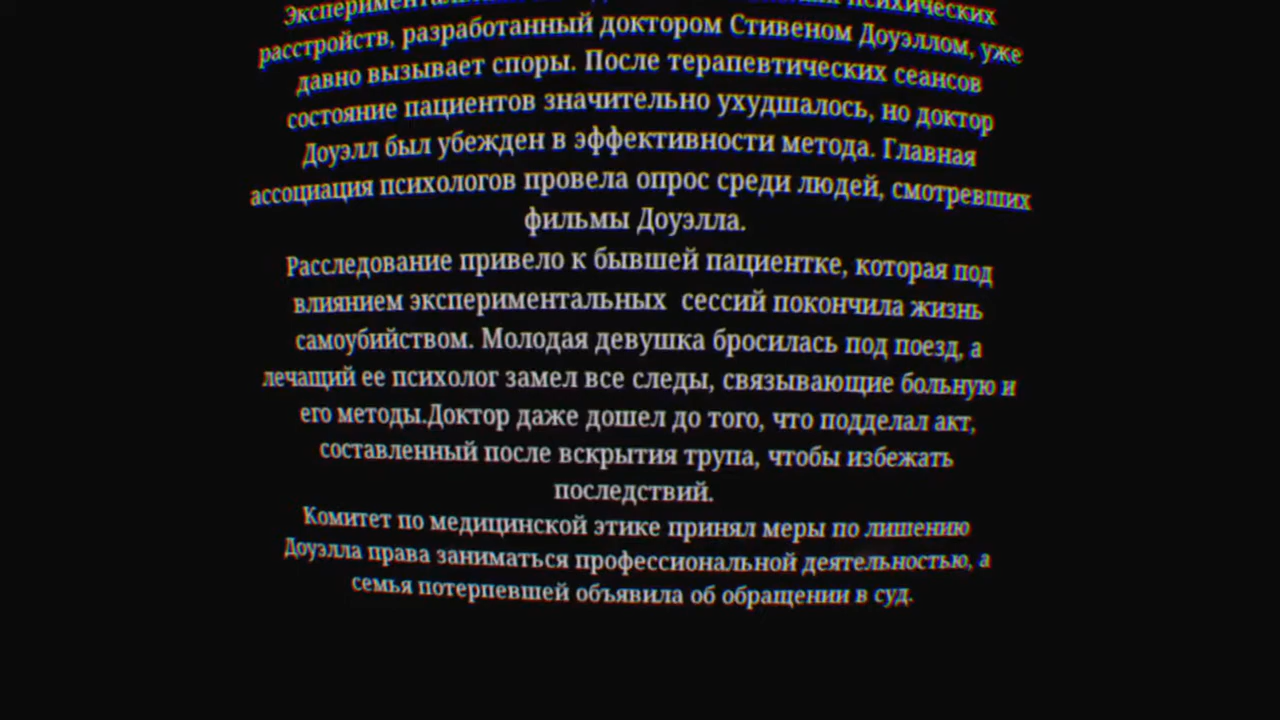 психических
расстройств, разработанный доктором Стивеном Доуэллом, уже
давно вызывает споры. После терапевтических сеансов
состояние пациентов значительно ухудшалось, но доктор
Доуэлл был убежден в эффективности метода. Главная
ассоциация психологов провела опрос среди людей, смотревших
фильмы Доуэлла.
Расследование привело к бывшей пациентке, которая под
влиянием экспериментальных сессий покончила жизнь
самоубийством. Молодая девушка бросилась под поезд, а
лечащий ее психолог замел все следы, связывающие больную и
его методы.Доктор даже дошел до того, что подделал акт,
составленный после вскрытия трупа, чтобы избежать
последствий.
Комитет по медицинской этике принял меры по лишению
Доуэлла права заниматься профессиональной деятельностью, а
семья потерпевшей объявила об обращении в суд.